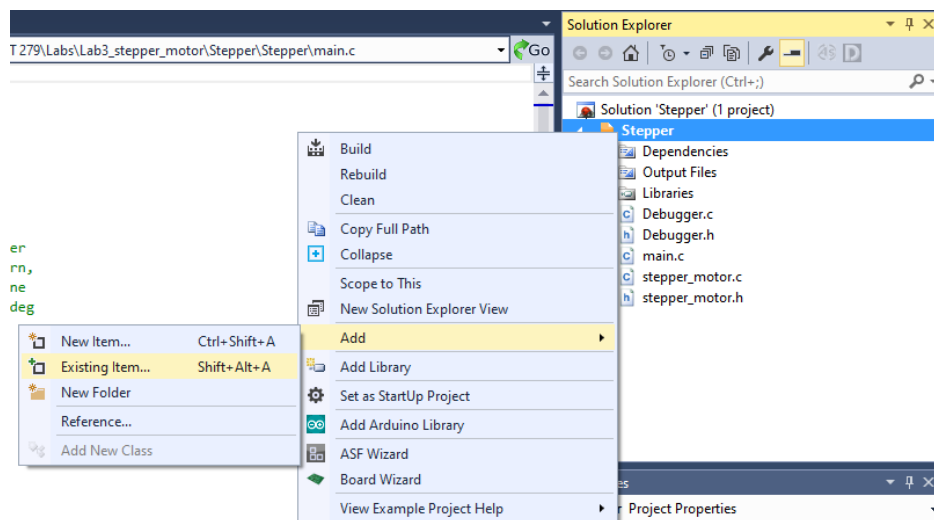 Solution Explorer
T 279\Labs\Lab3_stepper_motor\Stepper\Stepper\main.c
Go
Search Solution Explorer (Ctrl+;)
Solution 'Stepper' (1 project)
Stepper
Dependencies
Output Files
Libraries
Debugger.c
Debugger.h
main.c
stepper_motor.c
stepper_motor.h
er
rn,
ne
deg
Build
Rebuild
Clean
Copy Full Path
Collapse
Scope to This
New Solution Explorer View
Add
Add Library
Set as StartUp Project
Add Arduino Library
ASF Wizard
Board Wizard
View Example Project Help
New Item... Ctrl+Shift+A
Existing Item... Shift+Alt+A
New Folder
Reference...
Add New Class
es
r Project Properties